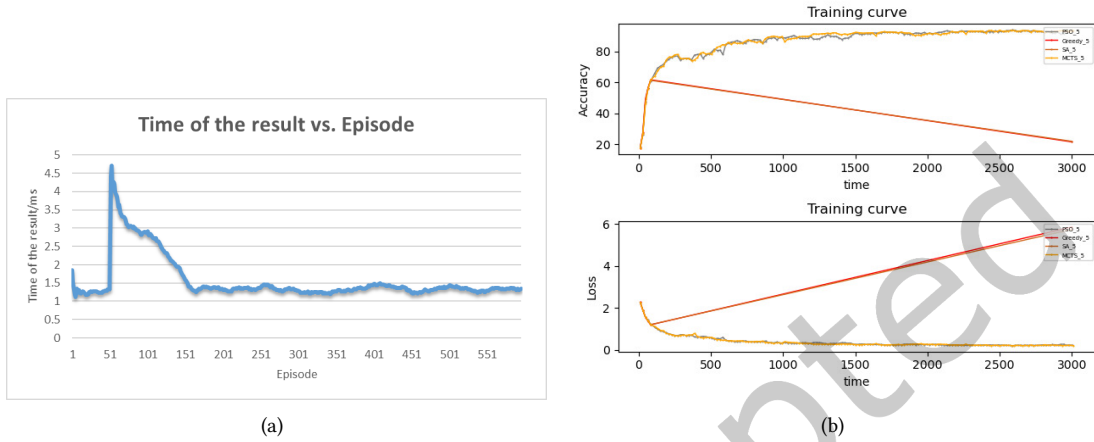 Time of the result vs. Episode
Time of the result/ms
5
4.5
4
3.5
3
2.5
2
1.5
1
0.5
0
1 51 101 151 201 251 301 351 401 451 501 551
Episode
(a)
Training curve
Accuracy
80
60
40
20
PSO_5
Greedy_5
SA_5
MCTS_5
0 500 1000 1500 2000 2500 3000
time
Training curve
Loss
6
4
2
0
PSO_5
Greedy_5
SA_5
MCTS_5
0 500 1000 1500 2000 2500 3000
time
(b)
pted